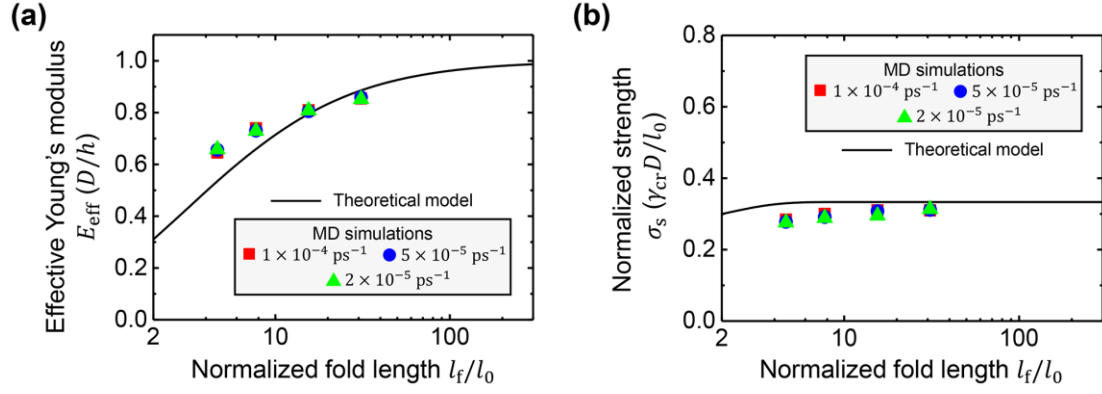 (a)
Effective Young's modulus
E_eff (D/h)
1.0
0.8
0.6
0.4
0.2
0.0
Theoretical model
MD simulations
1 × 10⁻⁴ ps⁻¹ 5 × 10⁻⁵ ps⁻¹
2 × 10⁻⁵ ps⁻¹
2 10 100
Normalized fold length l_f/l_0
(b)
Normalized strength
σ_s (γ_cr D/l_0)
0.8
0.6
0.4
0.2
0.0
MD simulations
1 × 10⁻⁴ ps⁻¹ 5 × 10⁻⁵ ps⁻¹
2 × 10⁻⁵ ps⁻¹
Theoretical model
2 10 100
Normalized fold length l_f/l_0